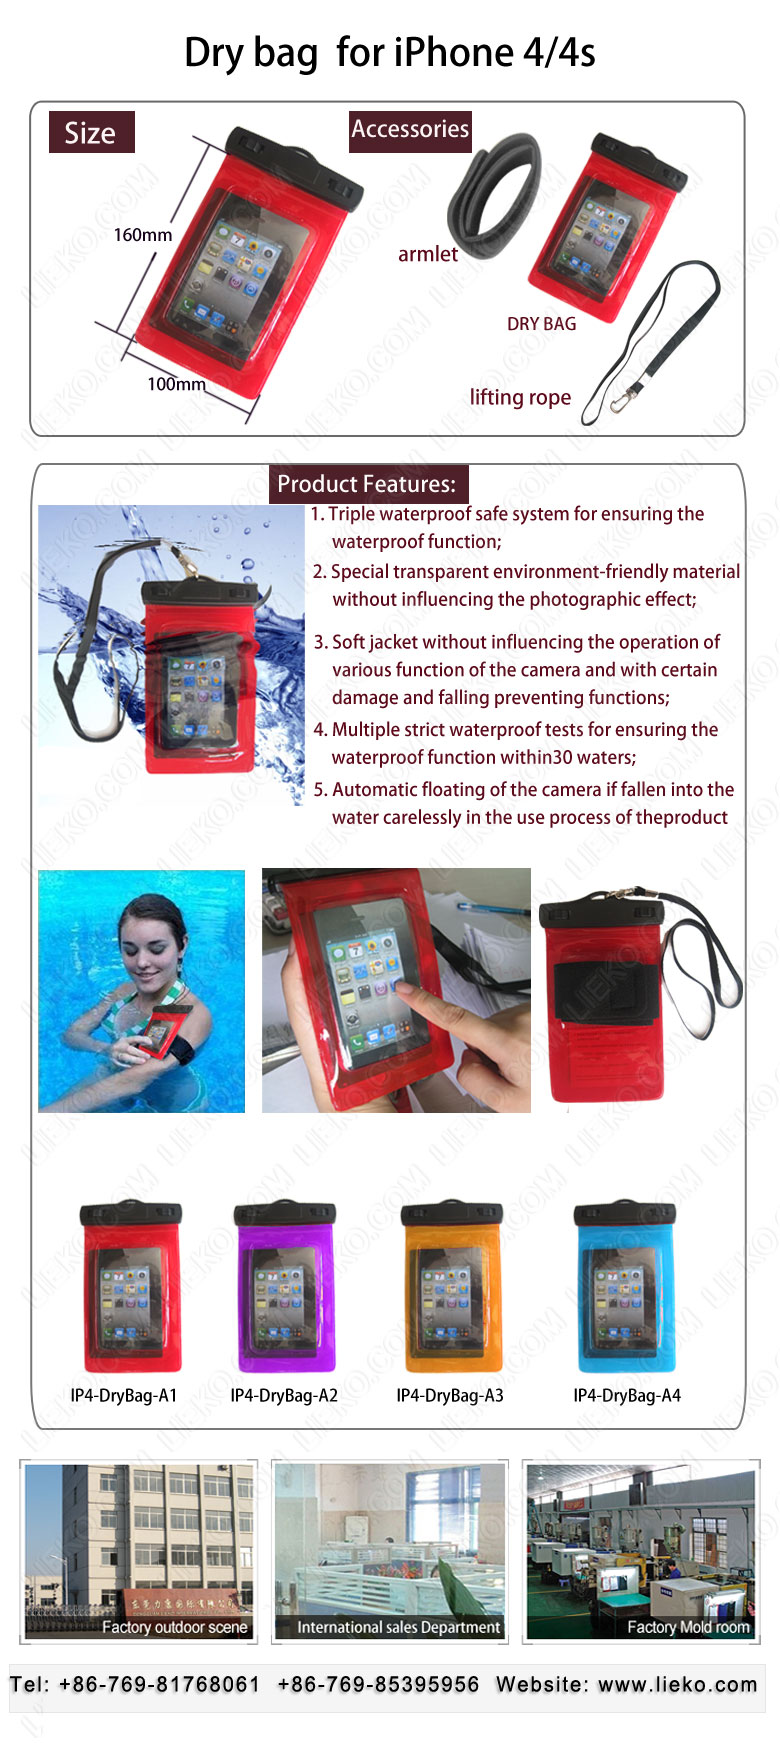 Dry bag for iPhone 4/4s
Size
160mm
100mm
Accessories
armlet
DRY BAG
lifting rope
Product Features:
1. Triple waterproof safe system for ensuring the
waterproof function;
2. Special transparent environment-friendly material
without influencing the photographic effect;
3. Soft jacket without influencing the operation of
various function of the camera and with certain
damage and falling preventing functions;
4. Multiple strict waterproof tests for ensuring the
waterproof function within30 waters;
5. Automatic floating of the camera if fallen into the
water carelessly in the use process of theproduct
IP4-DryBag-A1
IP4-DryBag-A2
IP4-DryBag-A3
IP4-DryBag-A4
Factory outdoor scene
International sales Department
Factory Mold room
Tel: +86-769-81768061 +86-769-85395956 Website: www.lieko.com
LIEKO.COM